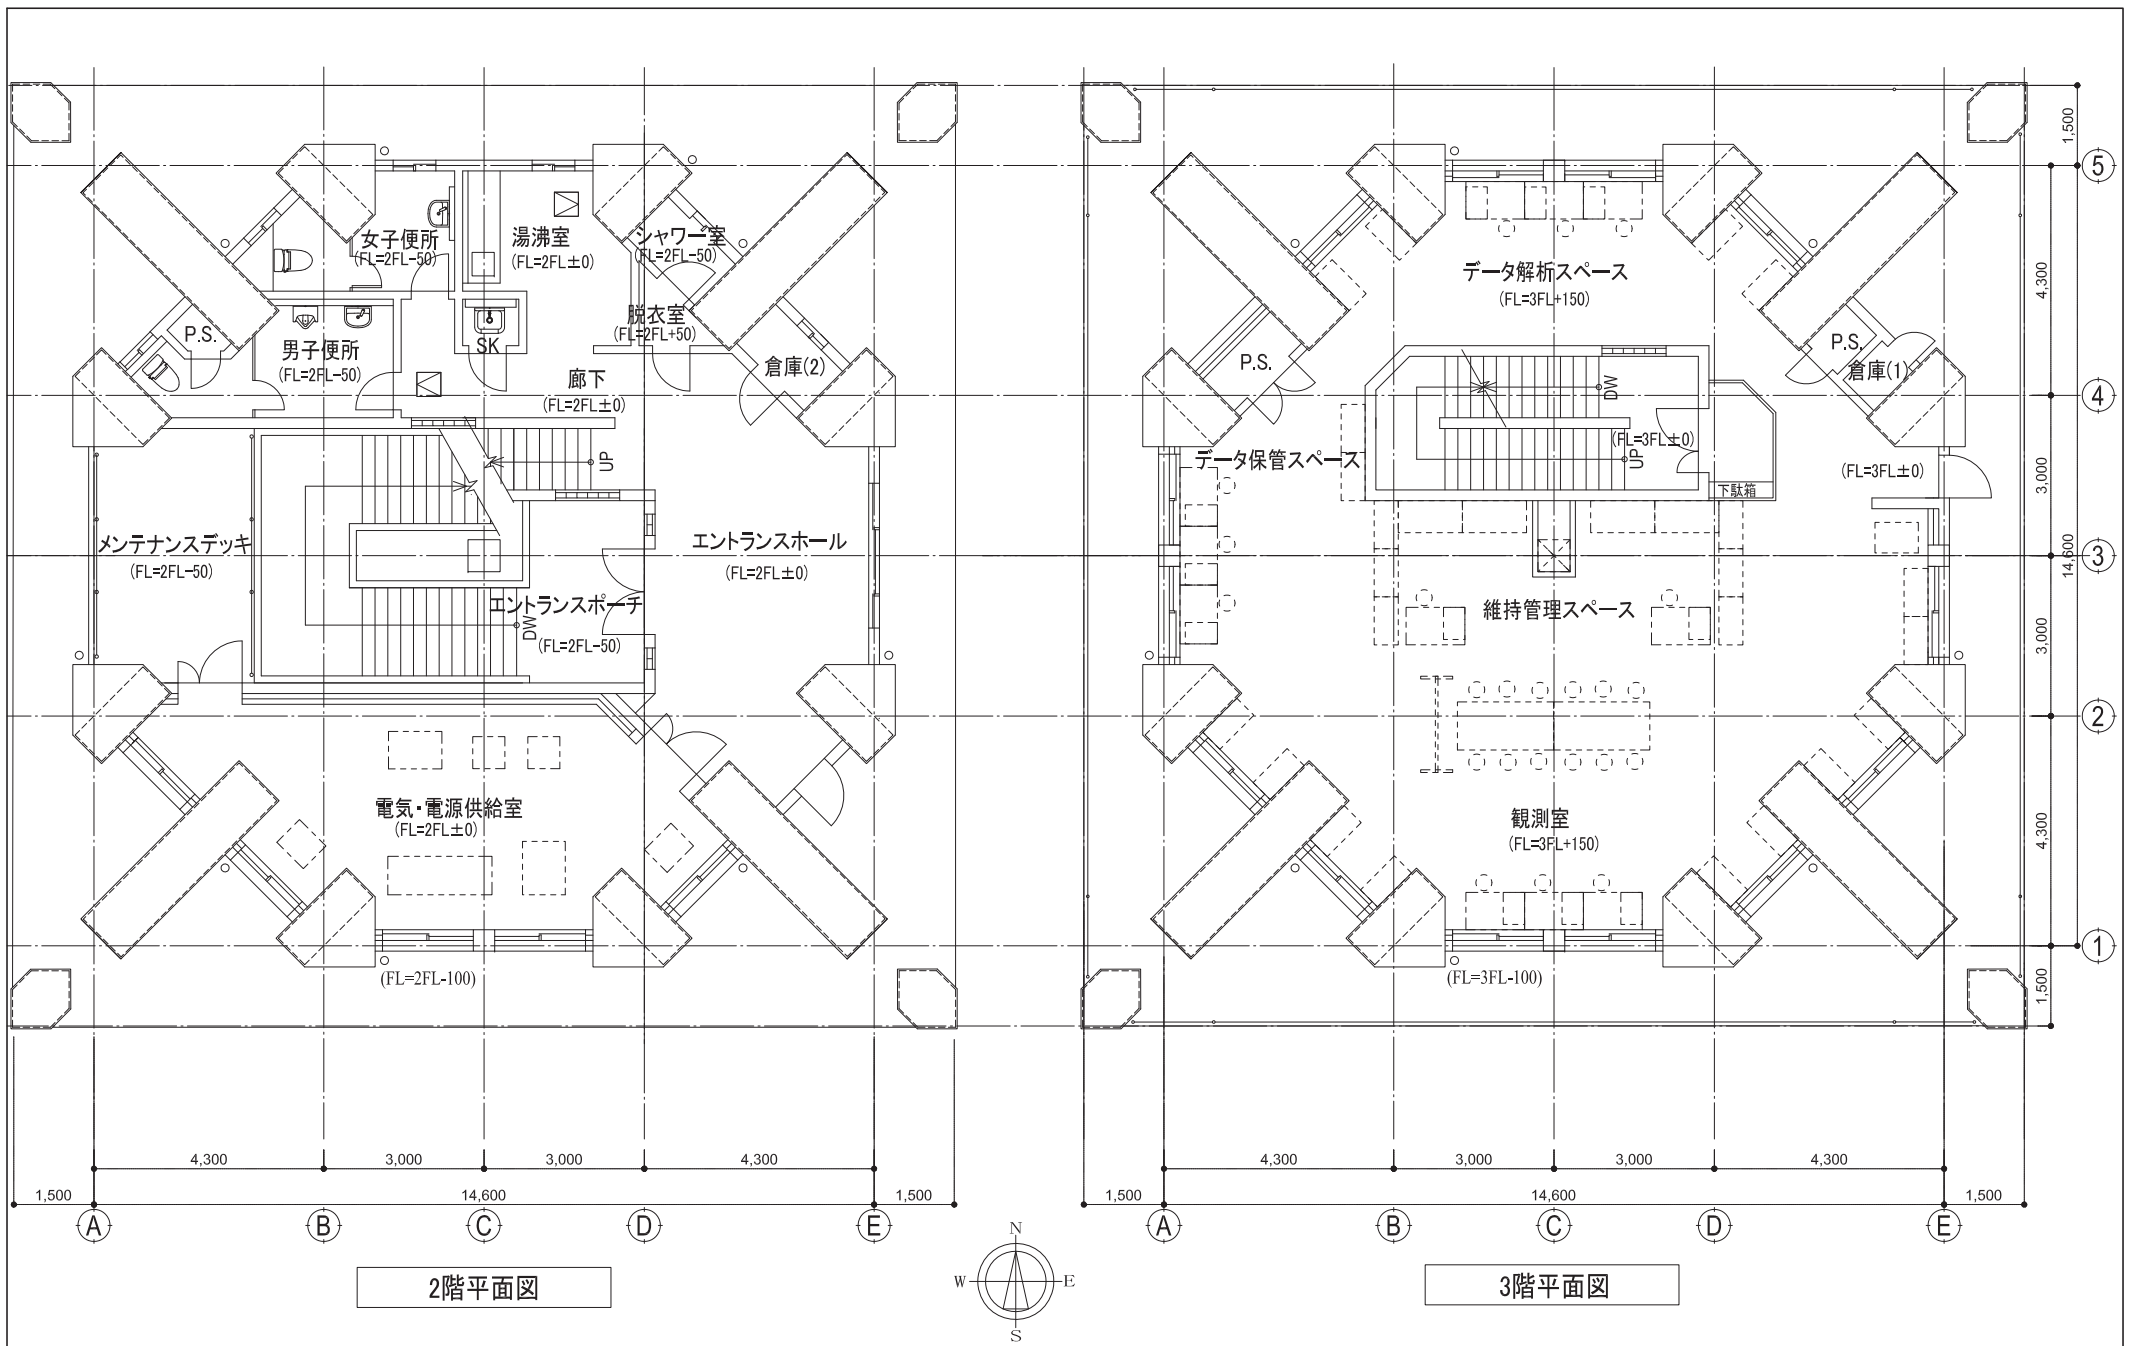 女子便所
(FL=2FL-50)
湯沸室
(FL=2FL±0)
シャワー室
(FL=2FL-50)
脱衣室
(FL=2FL+50)
P.S.
男子便所
(FL=2FL-50)
SK
廊下
(FL=2FL±0)
倉庫(2)
UP
メンテナンスデッキ
(FL=2FL-50)
エントランスホール
(FL=2FL±0)
エントランスポーチ
(FL=2FL-50)
DW
電気・電源供給室
(FL=2FL±0)
(FL=2FL-100)
4,300
3,000
3,000
4,300
1,500
14,600
1,500
A
B
C
D
E
2階平面図
データ解析スペース
(FL=3FL+150)
P.S.
P.S.
倉庫(1)
DW
(FL=3FL±0)
UP
データ保管スペース
下駄箱
(FL=3FL±0)
維持管理スペース
観測室
(FL=3FL+150)
(FL=3FL-100)
1,500
4,300
3,000
14,600
3,000
4,300
1,500
5
4
3
2
1
4,300
3,000
3,000
4,300
1,500
14,600
1,500
A
B
C
D
E
3階平面図
N
W
E
S